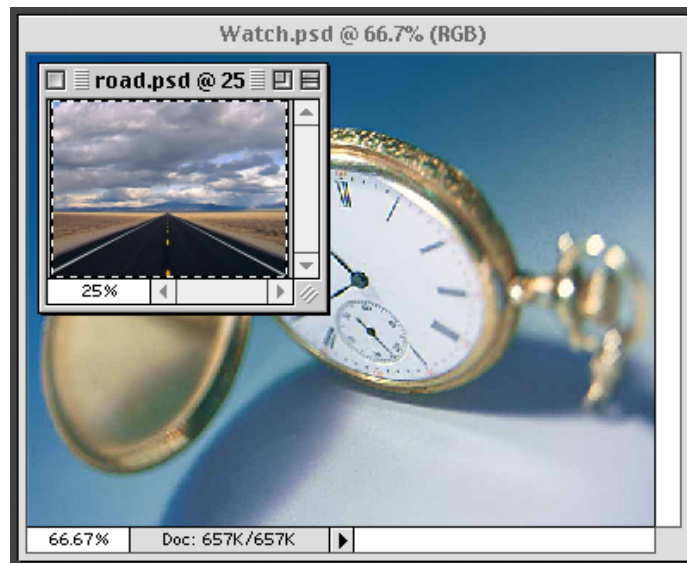 Watch.psd @ 66.7% (RGB)
road.psd @ 25
25%
66.67%
Doc: 657K/657K